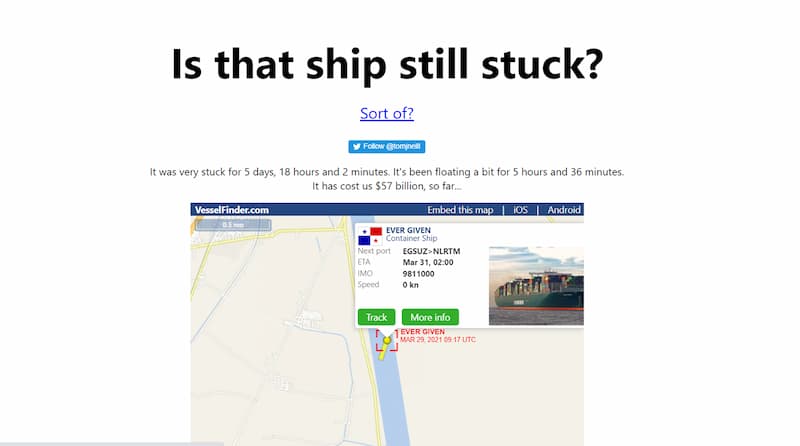 Is that ship still stuck?
Sort of?
Follow @tomjneill
It was very stuck for 5 days, 18 hours and 2 minutes. It's been floating a bit for 5 hours and 36 minutes.
It has cost us $57 billion, so far...
VesselFinder.com Embed this map | iOS | Android
0.5 nm
EVER GIVEN
Container Ship
Next port EGSUZ>NLRTM
ETA Mar 31, 02:00
IMO 9811000
Speed 0 kn
Track More info
EVER GIVEN
MAR 29, 2021 09:17 UTC